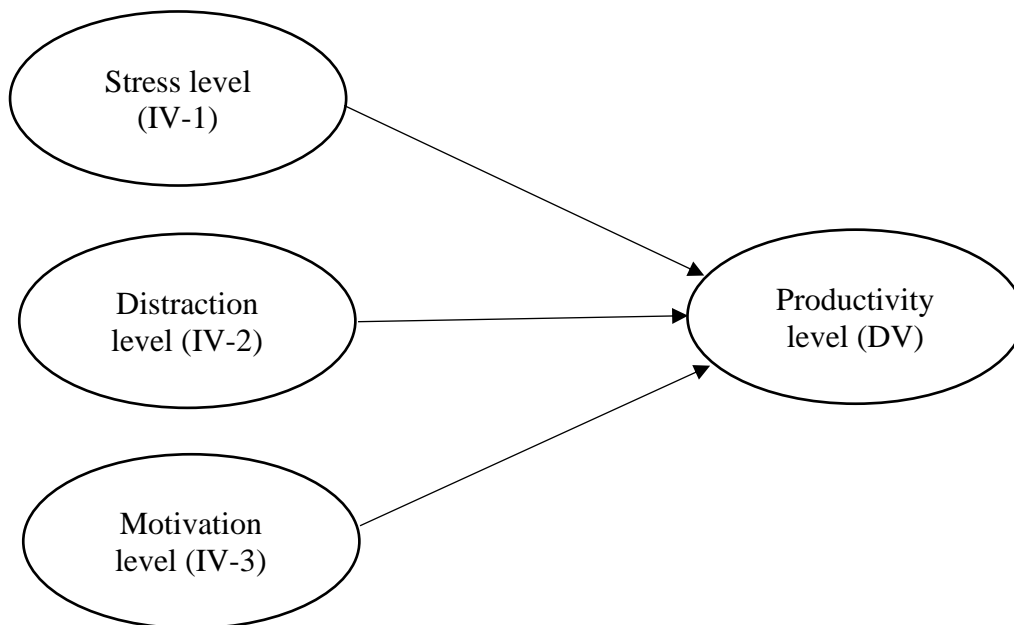 Stress level
(IV-1)
Distraction
level (IV-2)
Motivation
level (IV-3)
Productivity
level (DV)